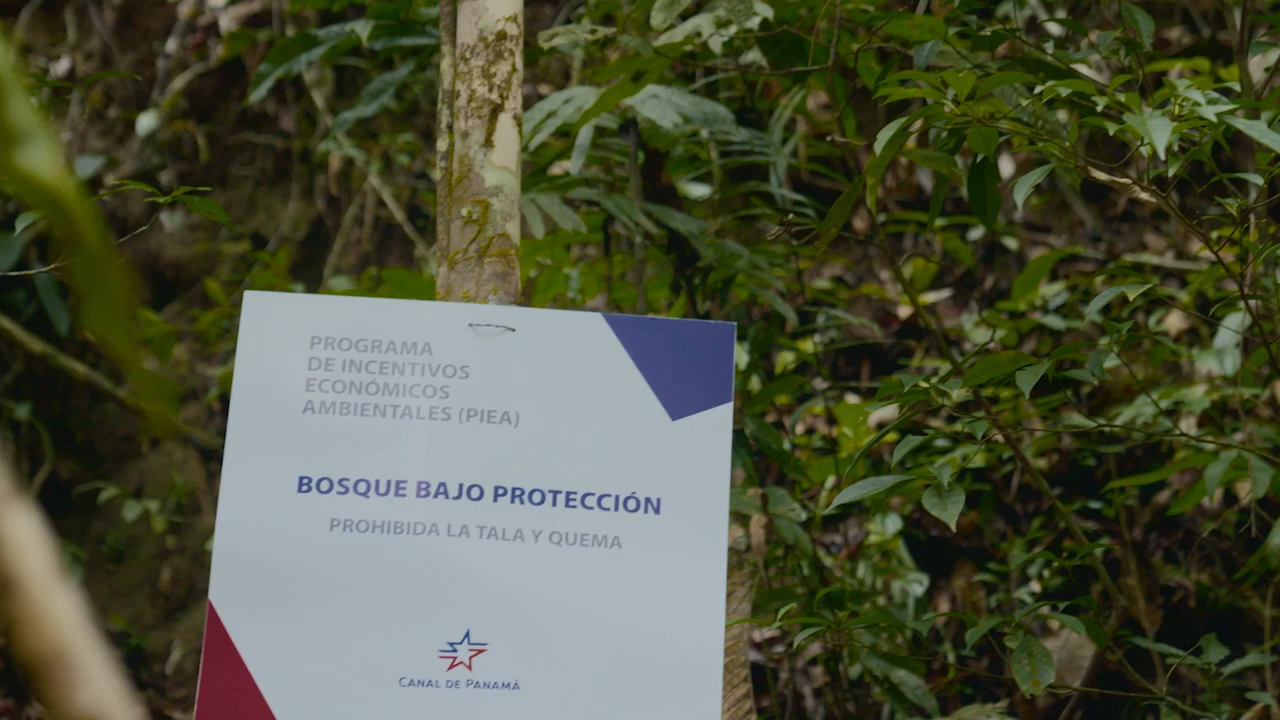 PROGRAMA
DE INCENTIVOS
ECONÓMICOS
AMBIENTALES (PIEA)
BOSQUE BAJO PROTECCIÓN
PROHIBIDA LA TALA Y QUEMA
CANAL DE PANAMÁ